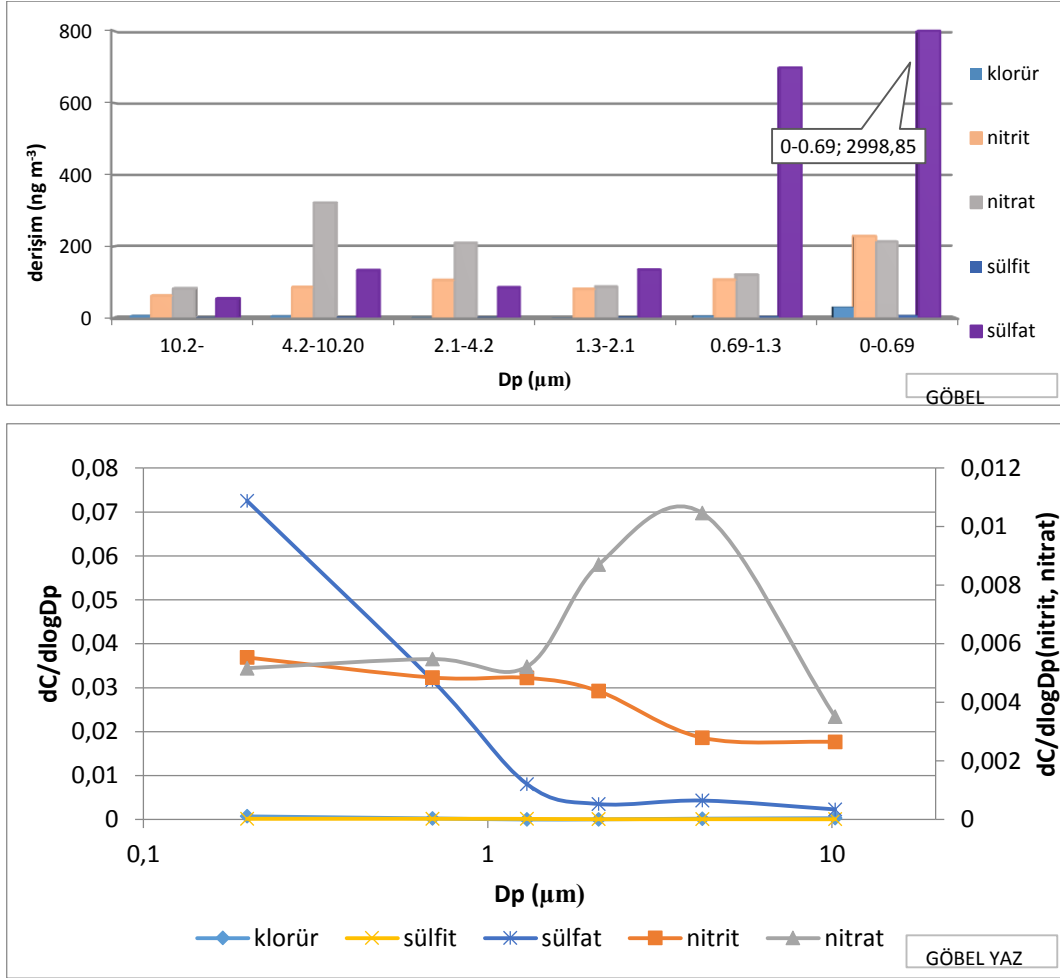 800
600
400
200
0
derişim (ng m⁻³)
0-0.69; 2998,85
klorür
nitrit
nitrat
sülfit
sülfat
10.2- 4.2-10.20 2.1-4.2 1.3-2.1 0.69-1.3 0-0.69
Dp (µm)
GÖBEL
0,08
0,07
0,06
0,05
0,04
0,03
0,02
0,01
0
dC/dlogDp
0,012
0,01
0,008
0,006
0,004
0,002
0
dC/dlogDp(nitrit, nitrat)
0,1 1 10
Dp (µm)
klorür sülfit sülfat nitrit nitrat
GÖBEL YAZ